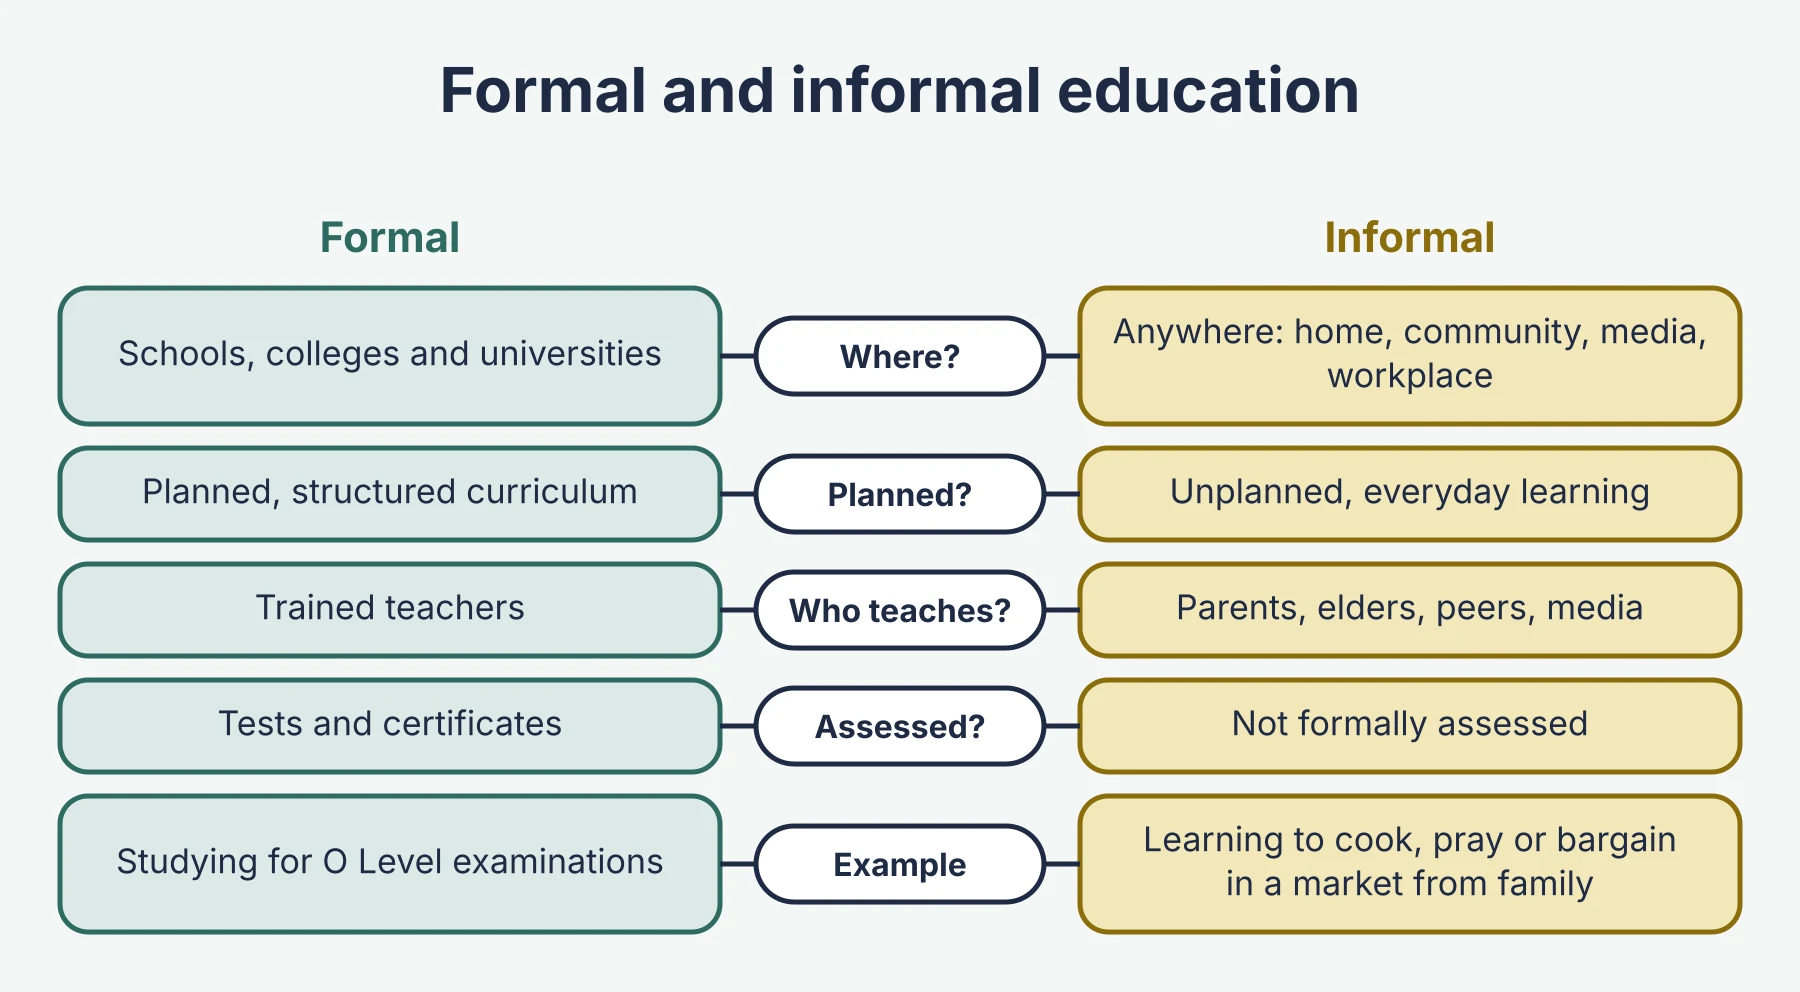 Formal and informal education
Formal
Informal
Schools, colleges and universities
Where?
Anywhere: home, community, media,
workplace
Planned, structured curriculum
Planned?
Unplanned, everyday learning
Trained teachers
Who teaches?
Parents, elders, peers, media
Tests and certificates
Assessed?
Not formally assessed
Studying for O Level examinations
Example
Learning to cook, pray or bargain
in a market from family